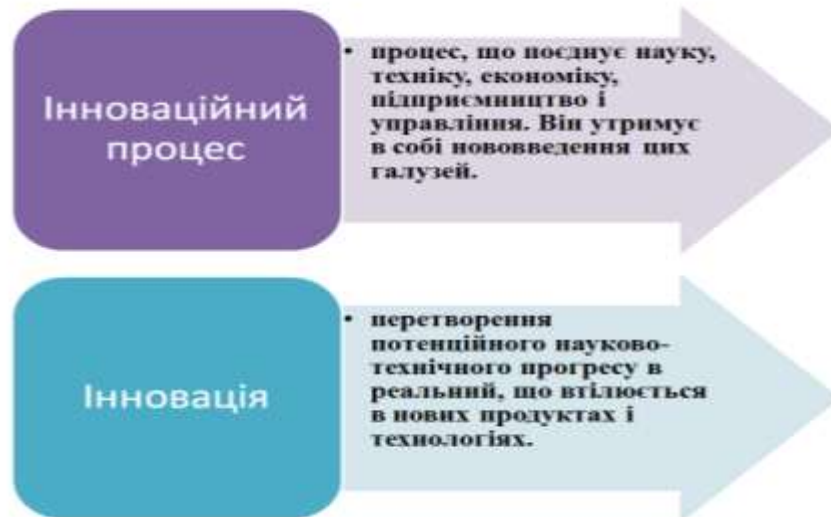 Інноваційний
процес
• процес, що поєднує науку,
техніку, економіку,
підприємництво і
управління. Він утримує
в собі нововведення цих
галузей.
Інновація
• перетворення
потенційного науково-
технічного прогресу в
реальний, що втілюється
в нових продуктах і
технологіях.